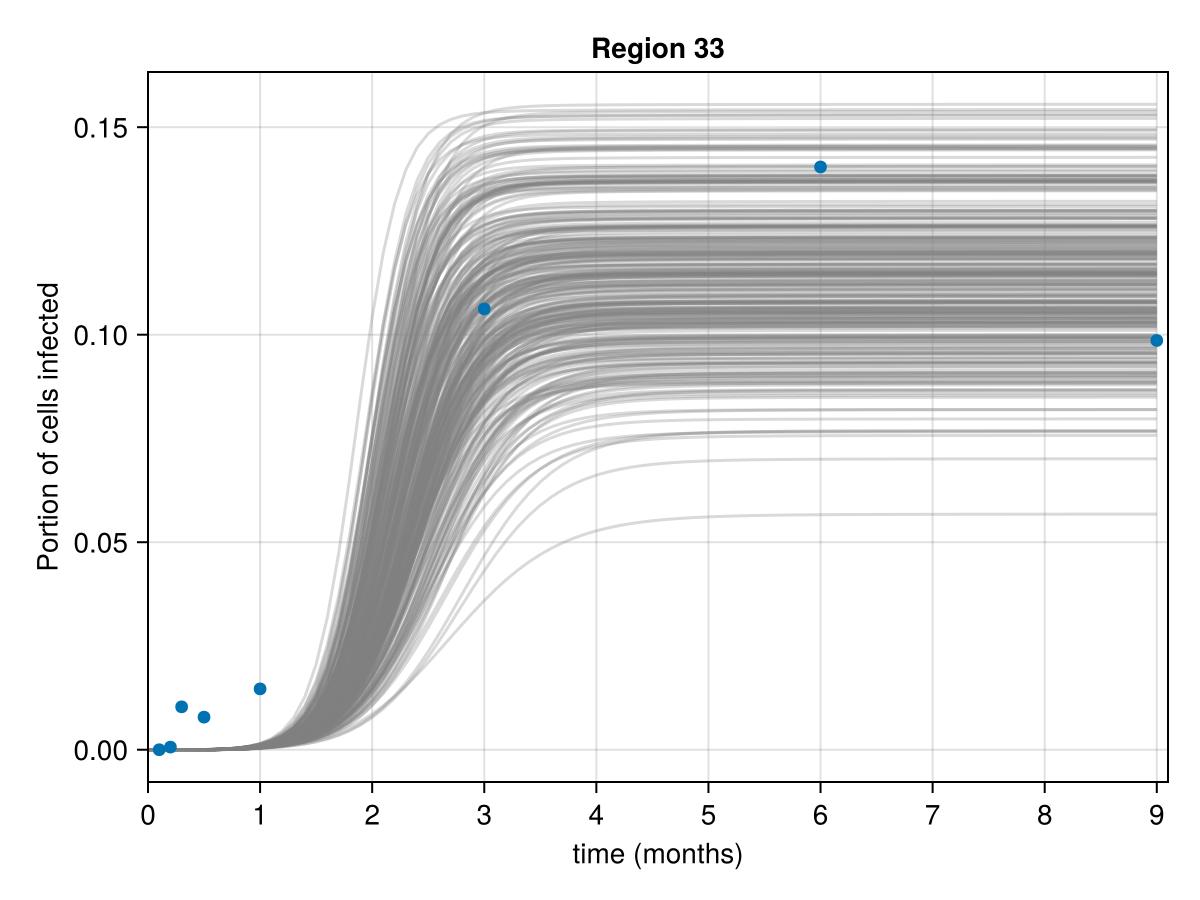 Region 33
Portion of cells infected
0.15
0.10
0.05
0.00
0 1 2 3 4 5 6 7 8 9
time (months)